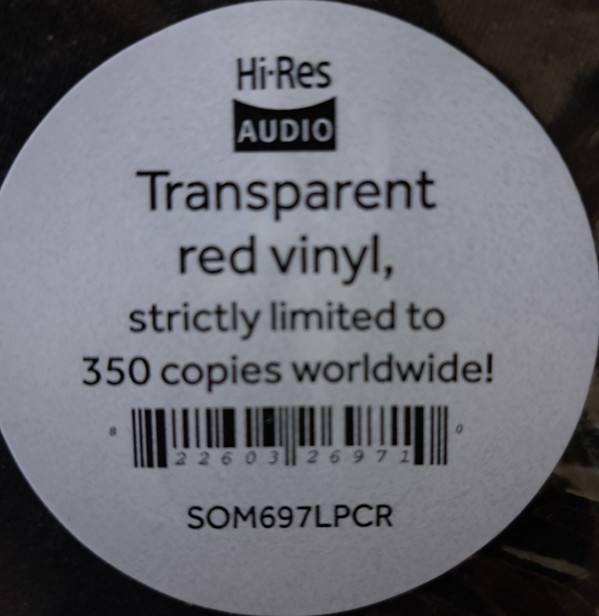 Hi-Res
AUDIO
Transparent
red vinyl,
strictly limited to
350 copies worldwide!
8 22603 26971 0
SOM697LPCR